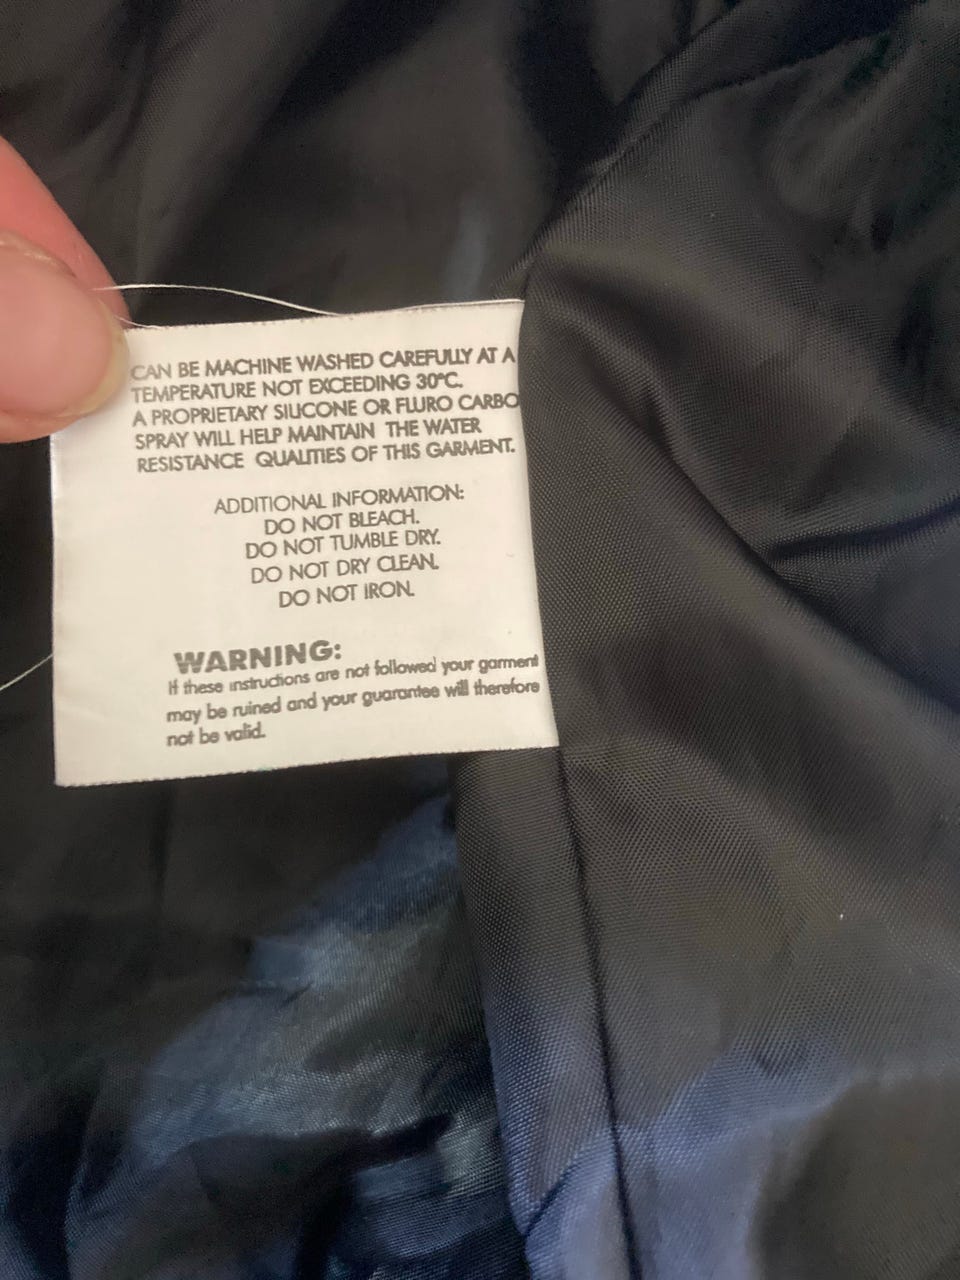 CAN BE MACHINE WASHED CAREFULLY AT A
TEMPERATURE NOT EXCEEDING 30°C.
A PROPRIETARY SILICONE OR FLURO CARBO
SPRAY WILL HELP MAINTAIN THE WATER
RESISTANCE QUALITIES OF THIS GARMENT.
ADDITIONAL INFORMATION:
DO NOT BLEACH.
DO NOT TUMBLE DRY.
DO NOT DRY CLEAN.
DO NOT IRON.
WARNING:
If these instructions are not followed your garment
may be ruined and your guarantee will therefore
not be valid.